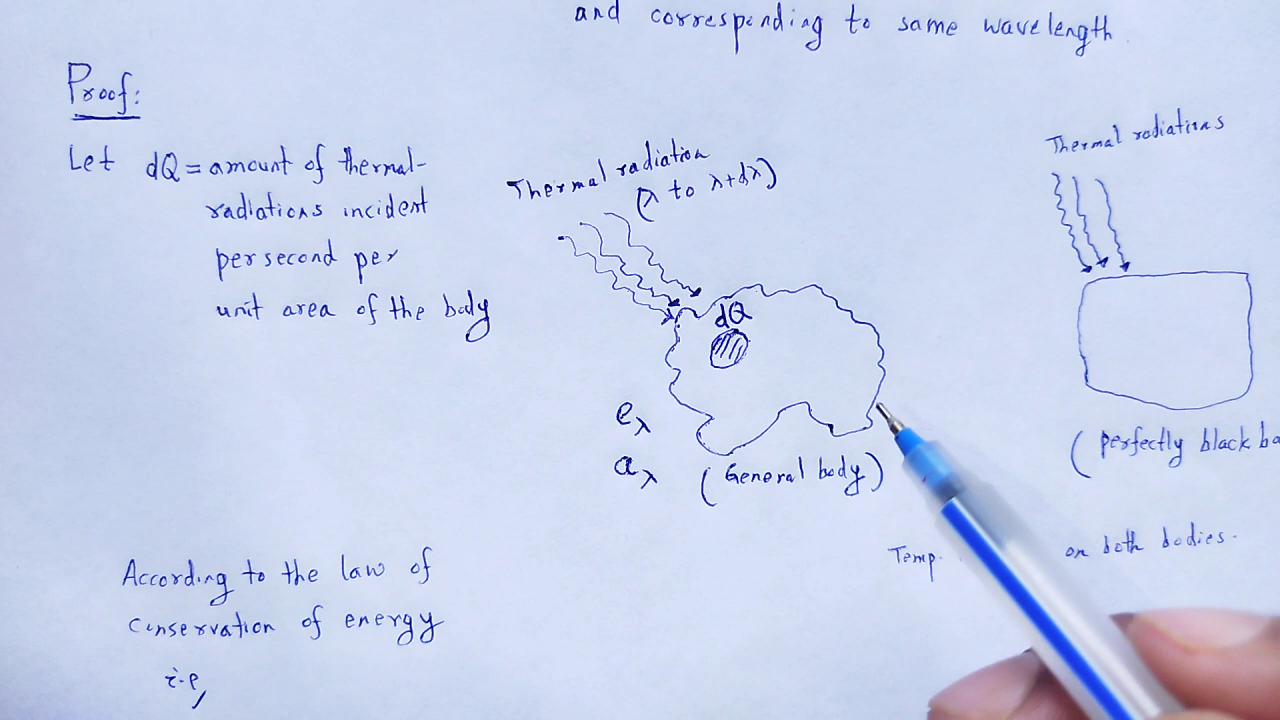 and corresponding to same wavelength
Proof:
Let dQ = amount of thermal-
radiations incident
per second per
unit area of the body
Thermal radiation
(λ to λ+dλ)
dQ
eλ
aλ
(General body)
Thermal radiations
(perfectly black
Temp.
on both bodies.
According to the law of
conservation of energy
i.e,